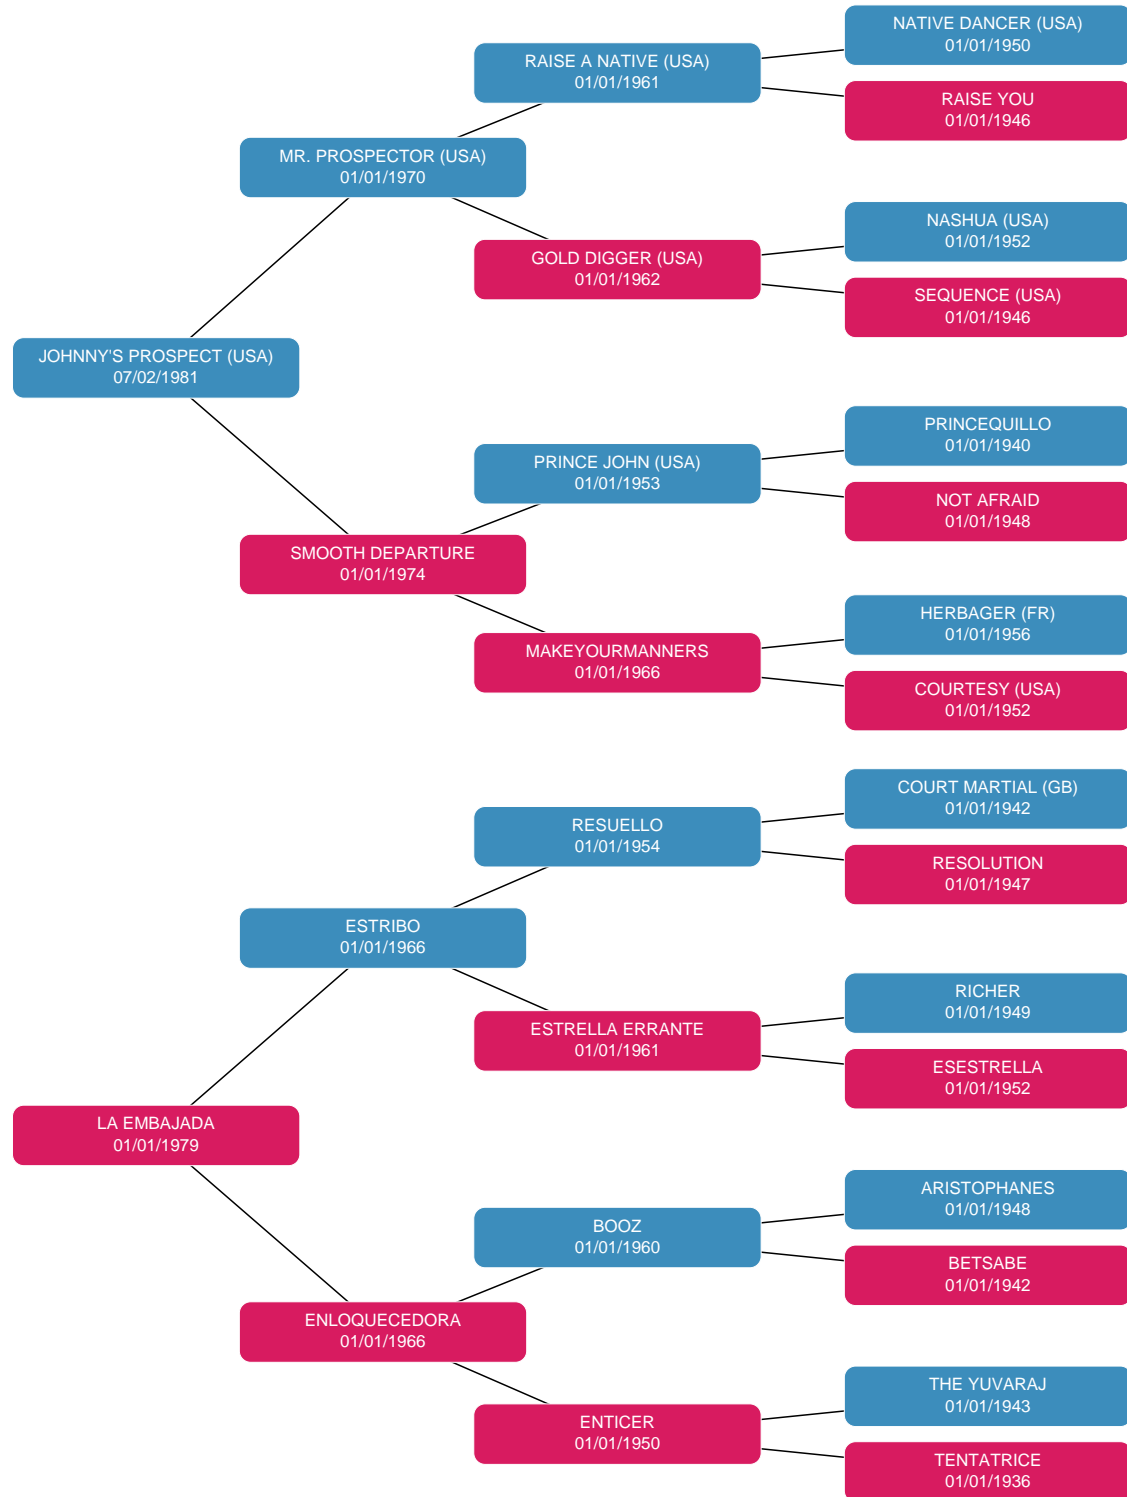 NATIVE DANCER (USA)
01/01/1950
RAISE A NATIVE (USA)
01/01/1961
RAISE YOU
01/01/1946
MR. PROSPECTOR (USA)
01/01/1970
NASHUA (USA)
01/01/1952
GOLD DIGGER (USA)
01/01/1962
SEQUENCE (USA)
01/01/1946
JOHNNY'S PROSPECT (USA)
07/02/1981
PRINCEQUILLO
01/01/1940
PRINCE JOHN (USA)
01/01/1953
NOT AFRAID
01/01/1948
SMOOTH DEPARTURE
01/01/1974
HERBAGER (FR)
01/01/1956
MAKEYOURMANNERS
01/01/1966
COURTESY (USA)
01/01/1952
COURT MARTIAL (GB)
01/01/1942
RESUELLO
01/01/1954
RESOLUTION
01/01/1947
ESTRIBO
01/01/1966
RICHER
01/01/1949
ESTRELLA ERRANTE
01/01/1961
ESESTRELLA
01/01/1952
LA EMBAJADA
01/01/1979
ARISTOPHANES
01/01/1948
BOOZ
01/01/1960
BETSABE
01/01/1942
ENLOQUECEDORA
01/01/1966
THE YUVARAJ
01/01/1943
ENTICER
01/01/1950
TENTATRICE
01/01/1936